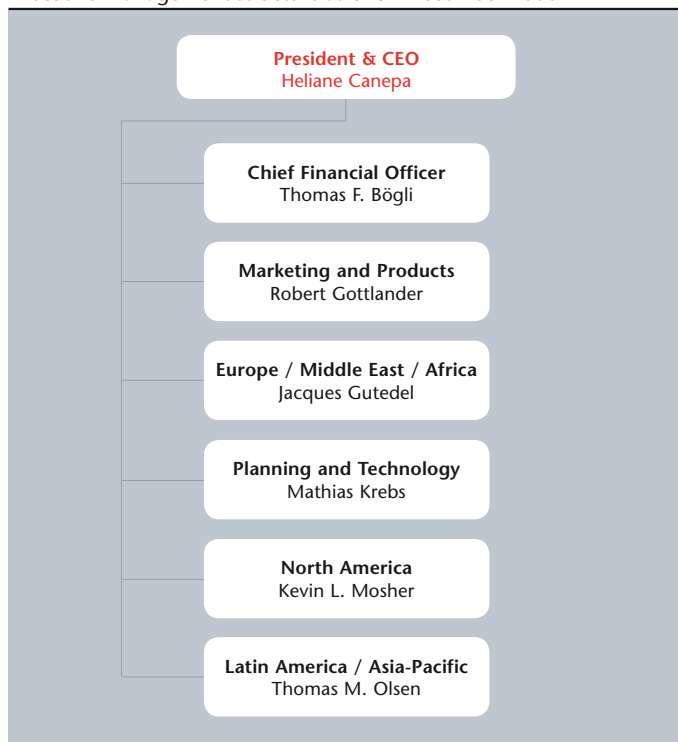 President & CEO
Heliane Canepa
Chief Financial Officer
Thomas F. Bögli
Marketing and Products
Robert Gottlander
Europe / Middle East / Africa
Jacques Gutedel
Planning and Technology
Mathias Krebs
North America
Kevin L. Mosher
Latin America / Asia-Pacific
Thomas M. Olsen